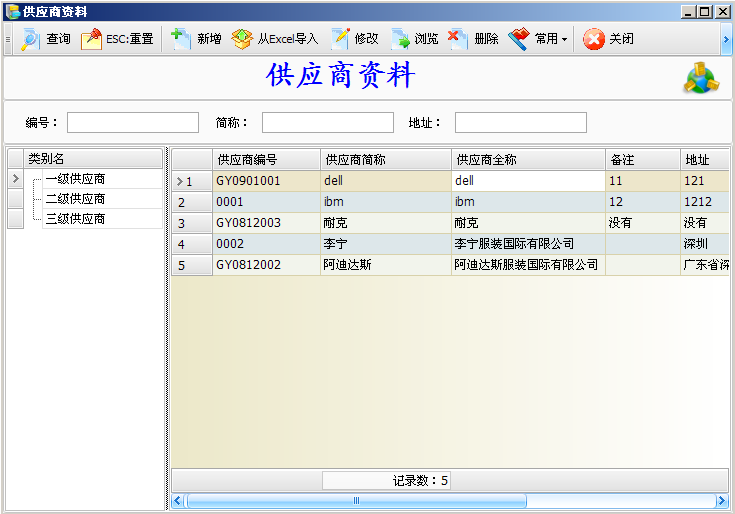 供应商资料
查询 ESC:重置 新增 从Excel导入 修改 浏览 删除 常用 关闭
供应商资料
编号： 简称： 地址：
类别名
一级供应商
二级供应商
三级供应商
供应商编号 供应商简称 供应商全称 备注 地址
1 GY0901001 dell dell 11 121
2 0001 ibm ibm 12 1212
3 GY0812003 耐克 耐克 没有 没有
4 0002 李宁 李宁服装国际有限公司 深圳
5 GY0812002 阿迪达斯 阿迪达斯服装国际有限公司 广东省深
记录数：5